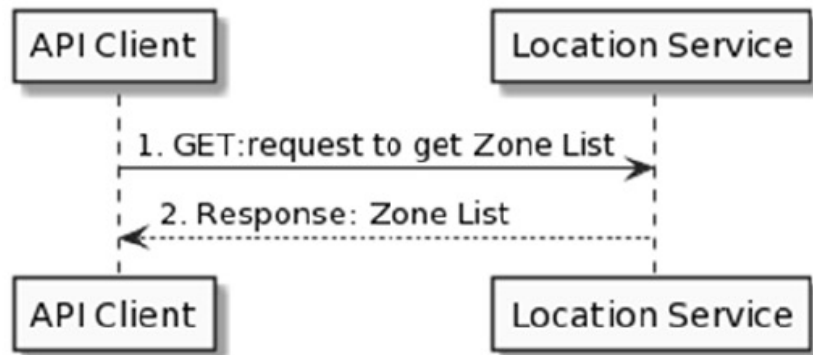 API Client
Location Service
1. GET:request to get Zone List
2. Response: Zone List
API Client
Location Service